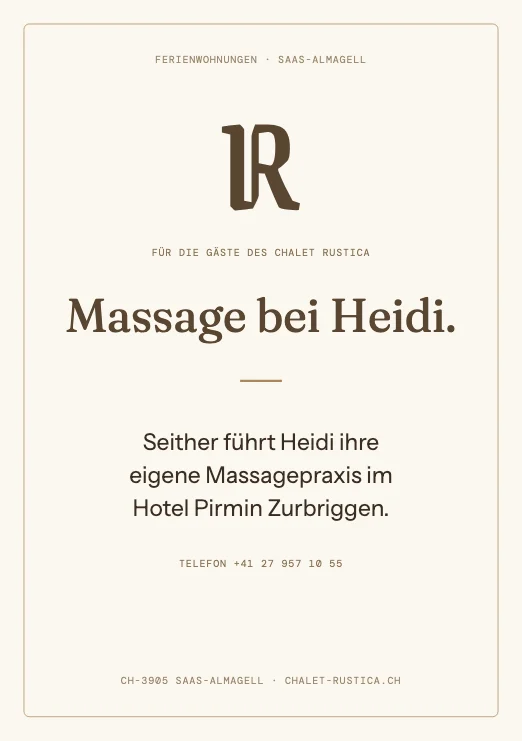 FERIENWOHNUNGEN · SAAS-ALMAGELL
R
FÜR DIE GÄSTE DES CHALET RUSTICA
Massage bei Heidi.
Seither führt Heidi ihre
eigene Massagepraxis im
Hotel Pirmin Zurbriggen.
TELEFON +41 27 957 10 55
CH-3905 SAAS-ALMAGELL · CHALET-RUSTICA.CH